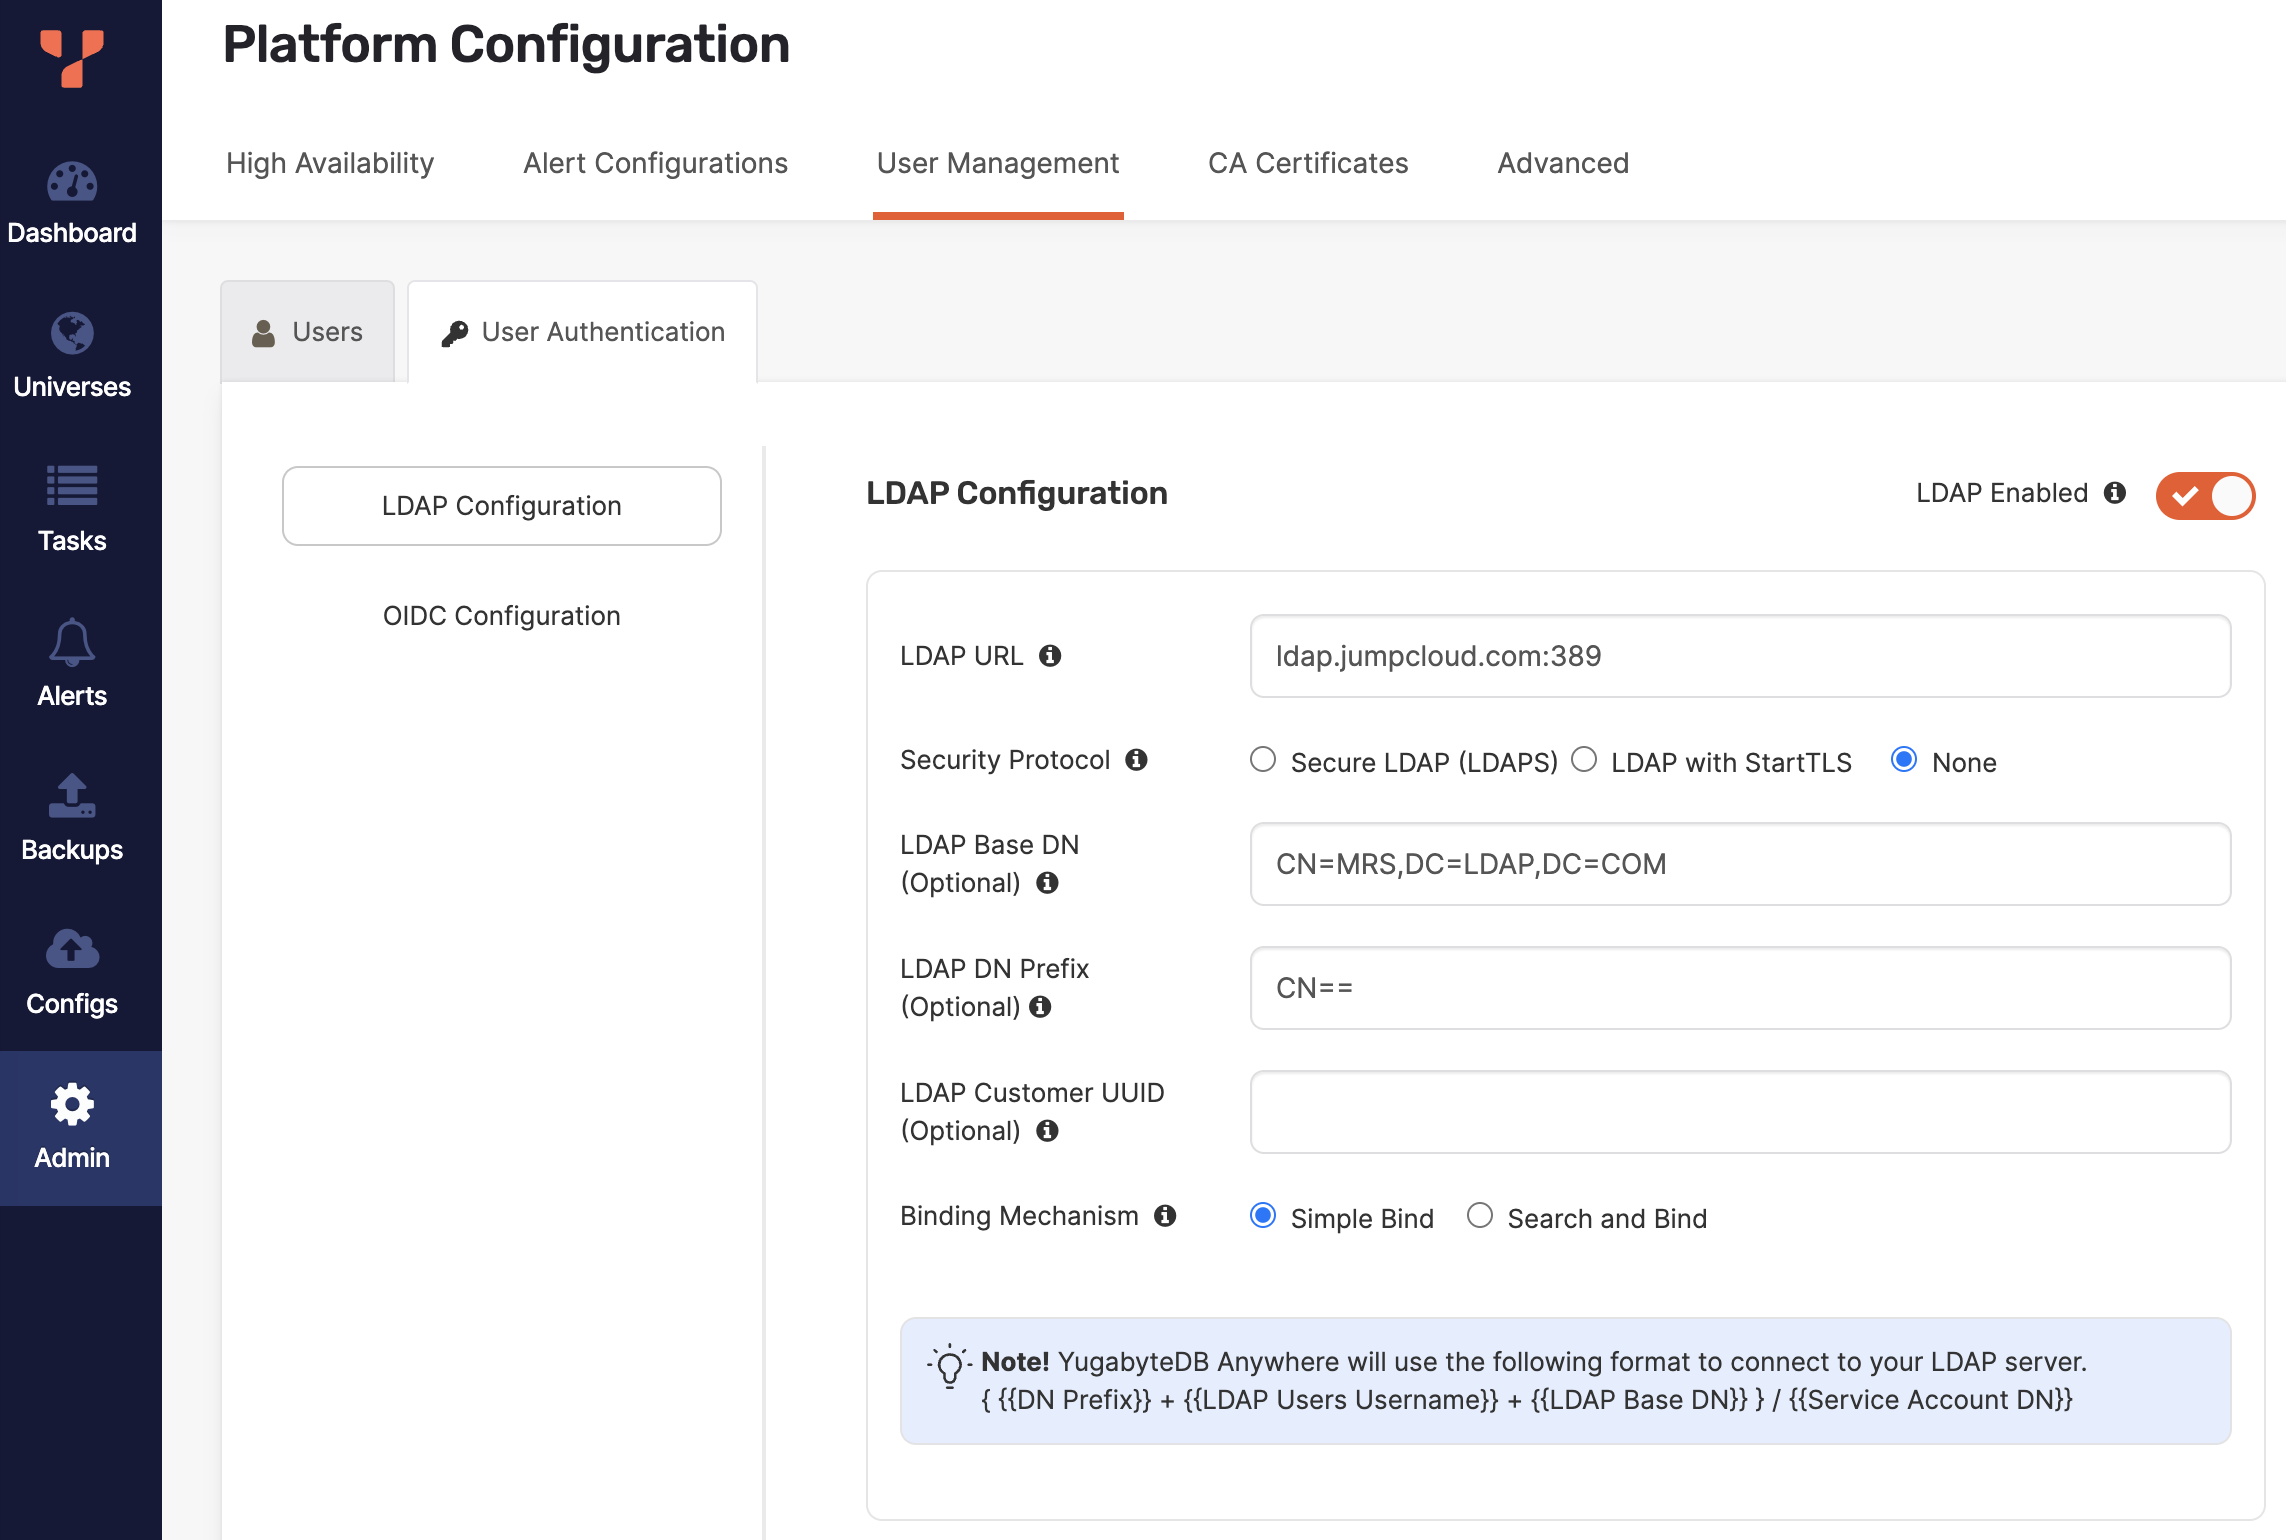 Platform Configuration
High Availability
Alert Configurations
User Management
CA Certificates
Advanced
Dashboard
Universes
Tasks
Alerts
Backups
Configs
Admin
Users
User Authentication
LDAP Configuration
OIDC Configuration
LDAP Configuration
LDAP Enabled
LDAP URL
ldap.jumpcloud.com:389
Security Protocol
Secure LDAP (LDAPS)
LDAP with StartTLS
None
LDAP Base DN
(Optional)
CN=MRS,DC=LDAP,DC=COM
LDAP DN Prefix
(Optional)
CN==
LDAP Customer UUID
(Optional)
Binding Mechanism
Simple Bind
Search and Bind
Note! YugabyteDB Anywhere will use the following format to connect to your LDAP server.
{ {{DN Prefix}} + {{LDAP Users Username}} + {{LDAP Base DN}} } / {{Service Account DN}}